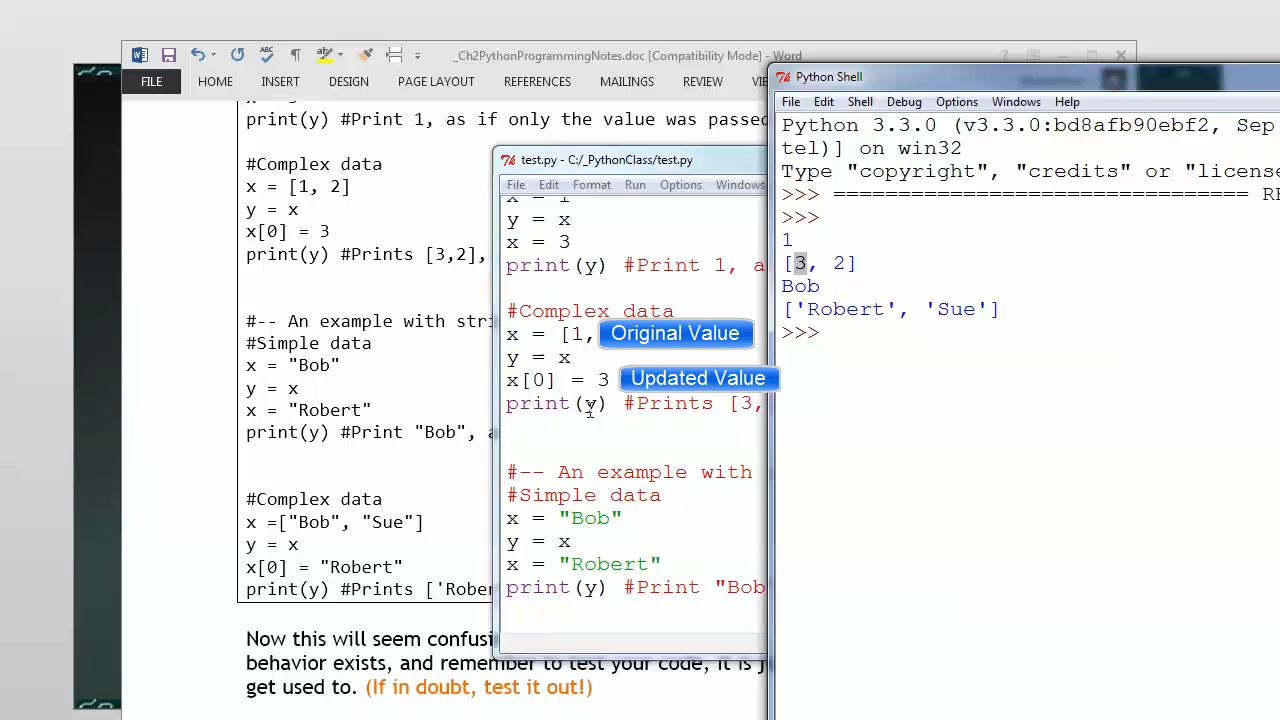 _Ch2PythonProgrammingNotes.doc [Compatibility Mode] - Word
FILE HOME INSERT DESIGN PAGE LAYOUT REFERENCES MAILINGS REVIEW
print(y) #Print 1, as if only the value was passed
#Complex data
x = [1, 2]
y = x
x[0] = 3
print(y) #Prints [3,2],
#-- An example with stri
#Simple data
x = "Bob"
y = x
x = "Robert"
print(y) #Print "Bob", a
#Complex data
x =["Bob", "Sue"]
y = x
x[0] = "Robert"
print(y) #Prints ['Rober
Now this will seem confusi
behavior exists, and remember to test your code, it is j
get used to. (If in doubt, test it out!)
test.py - C:/_PythonClass/test.py
File Edit Format Run Options Windows
x = 1
y = x
x = 3
print(y) #Print 1, a
#Complex data
x = [1, Original Value
y = x
x[0] = 3 Updated Value
print(y) #Prints [3,
#-- An example with
#Simple data
x = "Bob"
y = x
x = "Robert"
print(y) #Print "Bob
Python Shell
File Edit Shell Debug Options Windows Help
Python 3.3.0 (v3.3.0:bd8afb90ebf2, Sep
tel)] on win32
Type "copyright", "credits" or "license
>>> ================================ RE
>>>
1
[3, 2]
Bob
['Robert', 'Sue']
>>>